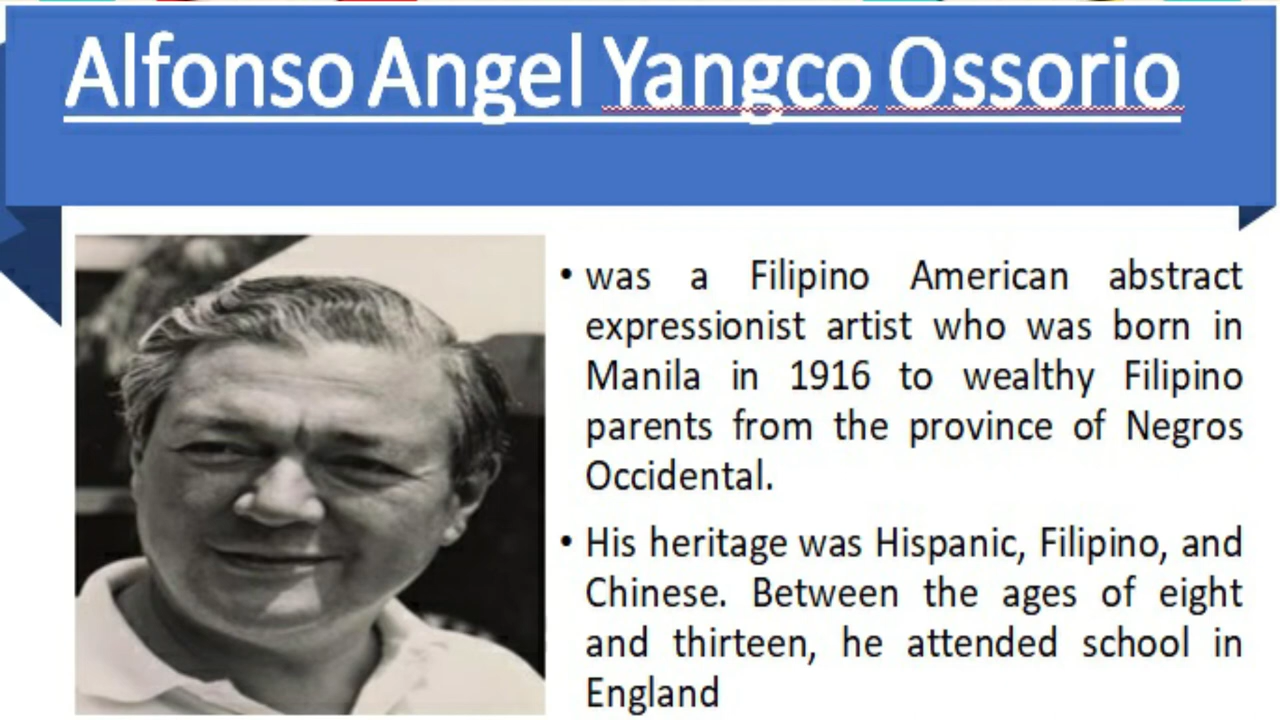 Alfonso Angel Yangco Ossorio
• was a Filipino American abstract
expressionist artist who was born in
Manila in 1916 to wealthy Filipino
parents from the province of Negros
Occidental.
• His heritage was Hispanic, Filipino, and
Chinese. Between the ages of eight
and thirteen, he attended school in
England